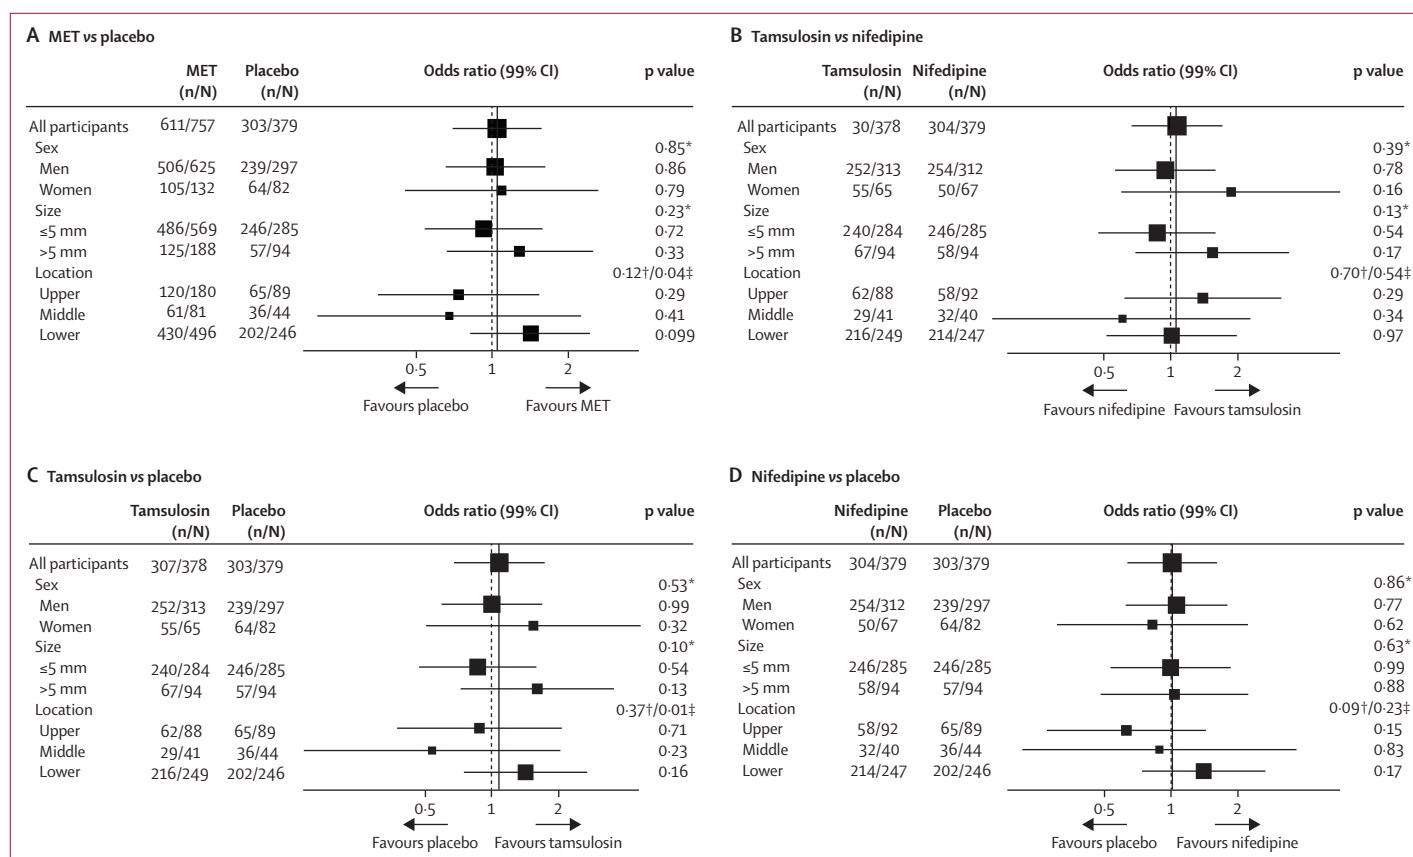 A MET vs placebo
MET (n/N) Placebo (n/N) Odds ratio (99% CI) p value
All participants 611/757 303/379
Sex 0·85*
Men 506/625 239/297 0·86
Women 105/132 64/82 0·79
Size 0·23*
≤5 mm 486/569 246/285 0·72
>5 mm 125/188 57/94 0·33
Location 0·12†/0·04‡
Upper 120/180 65/89 0·29
Middle 61/81 36/44 0·41
Lower 430/496 202/246 0·099
0·5 1 2
Favours placebo Favours MET
B Tamsulosin vs nifedipine
Tamsulosin (n/N) Nifedipine (n/N) Odds ratio (99% CI) p value
All participants 30/378 304/379
Sex 0·39*
Men 252/313 254/312 0·78
Women 55/65 50/67 0·16
Size 0·13*
≤5 mm 240/284 246/285 0·54
>5 mm 67/94 58/94 0·17
Location 0·70†/0·54‡
Upper 62/88 58/92 0·29
Middle 29/41 32/40 0·34
Lower 216/249 214/247 0·97
0·5 1 2
Favours nifedipine Favours tamsulosin
C Tamsulosin vs placebo
Tamsulosin (n/N) Placebo (n/N) Odds ratio (99% CI) p value
All participants 307/378 303/379
Sex 0·53*
Men 252/313 239/297 0·99
Women 55/65 64/82 0·32
Size 0·10*
≤5 mm 240/284 246/285 0·54
>5 mm 67/94 57/94 0·13
Location 0·37†/0·01‡
Upper 62/88 65/89 0·71
Middle 29/41 36/44 0·23
Lower 216/249 202/246 0·16
0·5 1 2
Favours placebo Favours tamsulosin
D Nifedipine vs placebo
Nifedipine (n/N) Placebo (n/N) Odds ratio (99% CI) p value
All participants 304/379 303/379
Sex 0·86*
Men 254/312 239/297 0·77
Women 50/67 64/82 0·62
Size 0·63*
≤5 mm 246/285 246/285 0·99
>5 mm 58/94 57/94 0·88
Location 0·09†/0·23‡
Upper 58/92 65/89 0·15
Middle 32/40 36/44 0·83
Lower 214/247 202/246 0·17
0·5 1 2
Favours placebo Favours nifedipine